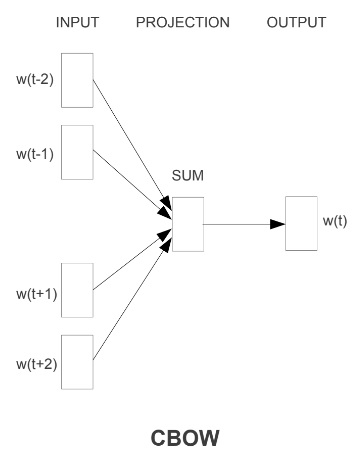 INPUT PROJECTION OUTPUT
w(t-2)
w(t-1)
SUM
w(t)
w(t+1)
w(t+2)
CBOW